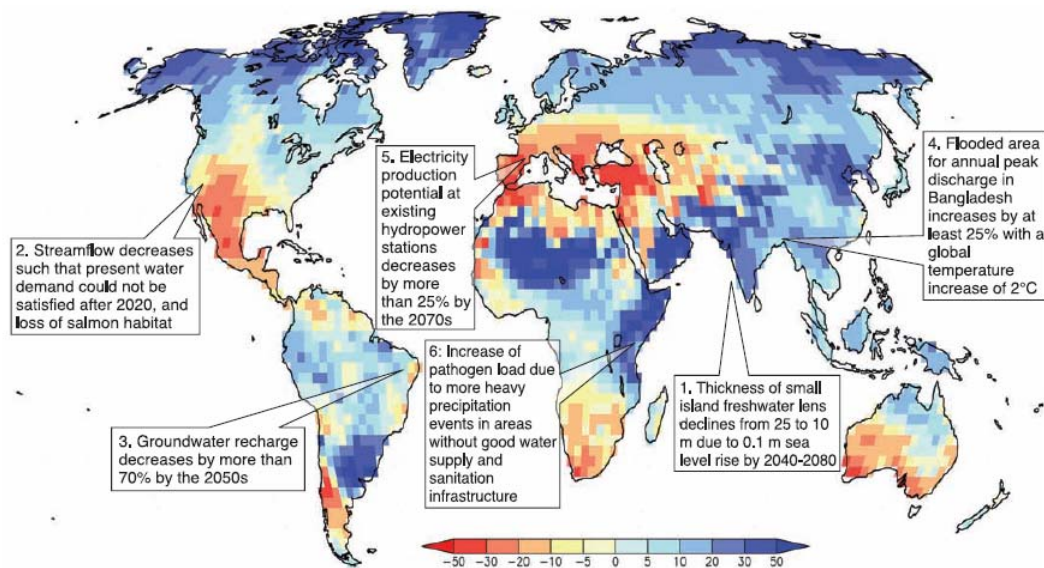 5. Electricity
production
potential at
existing
hydropower
stations
decreases
by more
than 25% by
the 2070s
4. Flooded area
for annual peak
discharge in
Bangladesh
increases by at
least 25% with a
global
temperature
increase of 2°C
2. Streamflow decreases
such that present water
demand could not be
satisfied after 2020, and
loss of salmon habitat
6: Increase of
pathogen load due
to more heavy
precipitation
events in areas
without good water
supply and
sanitation
infrastructure
1. Thickness of small
island freshwater lens
declines from 25 to 10
m due to 0.1 m sea
level rise by 2040-2080
3. Groundwater recharge
decreases by more than
70% by the 2050s
-50 -30 -20 -10 -5 0 5 10 20 30 50